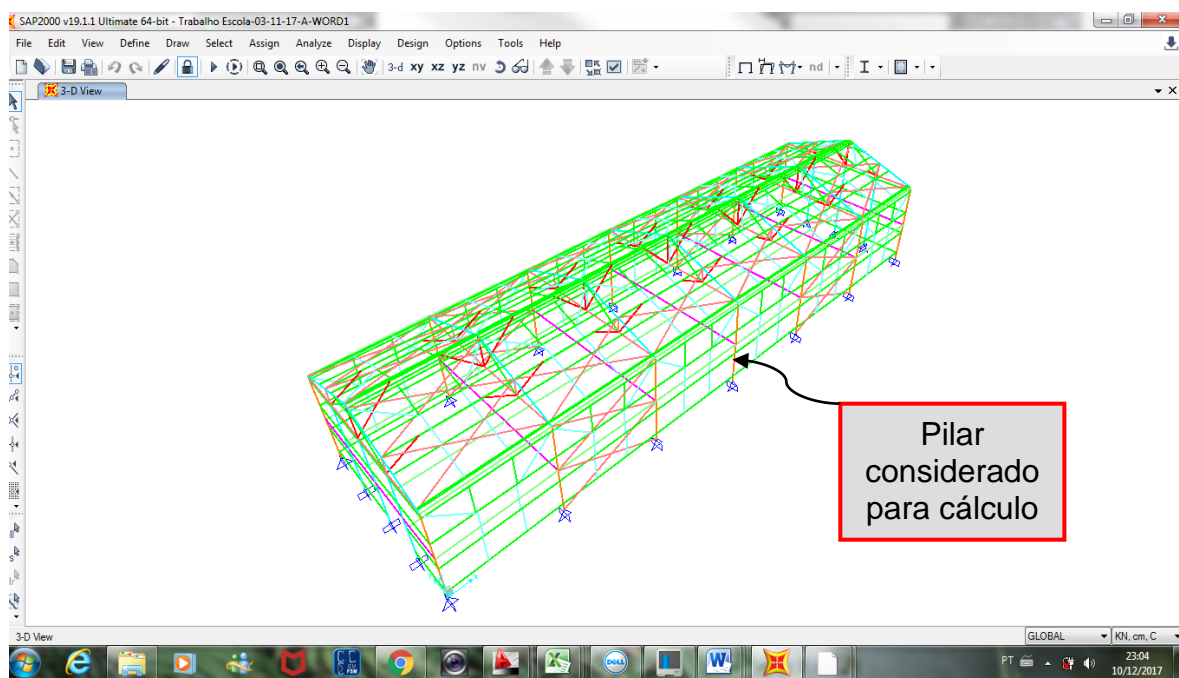 SAP2000 v19.1.1 Ultimate 64-bit - Trabalho Escola-03-11-17-A-WORD1
File Edit View Define Draw Select Assign Analyze Display Design Options Tools Help
3-d xy xz yz nv nd
3-D View
Pilar
considerado
para cálculo
3-D View
GLOBAL KN, cm, C
PT 23:04
10/12/2017